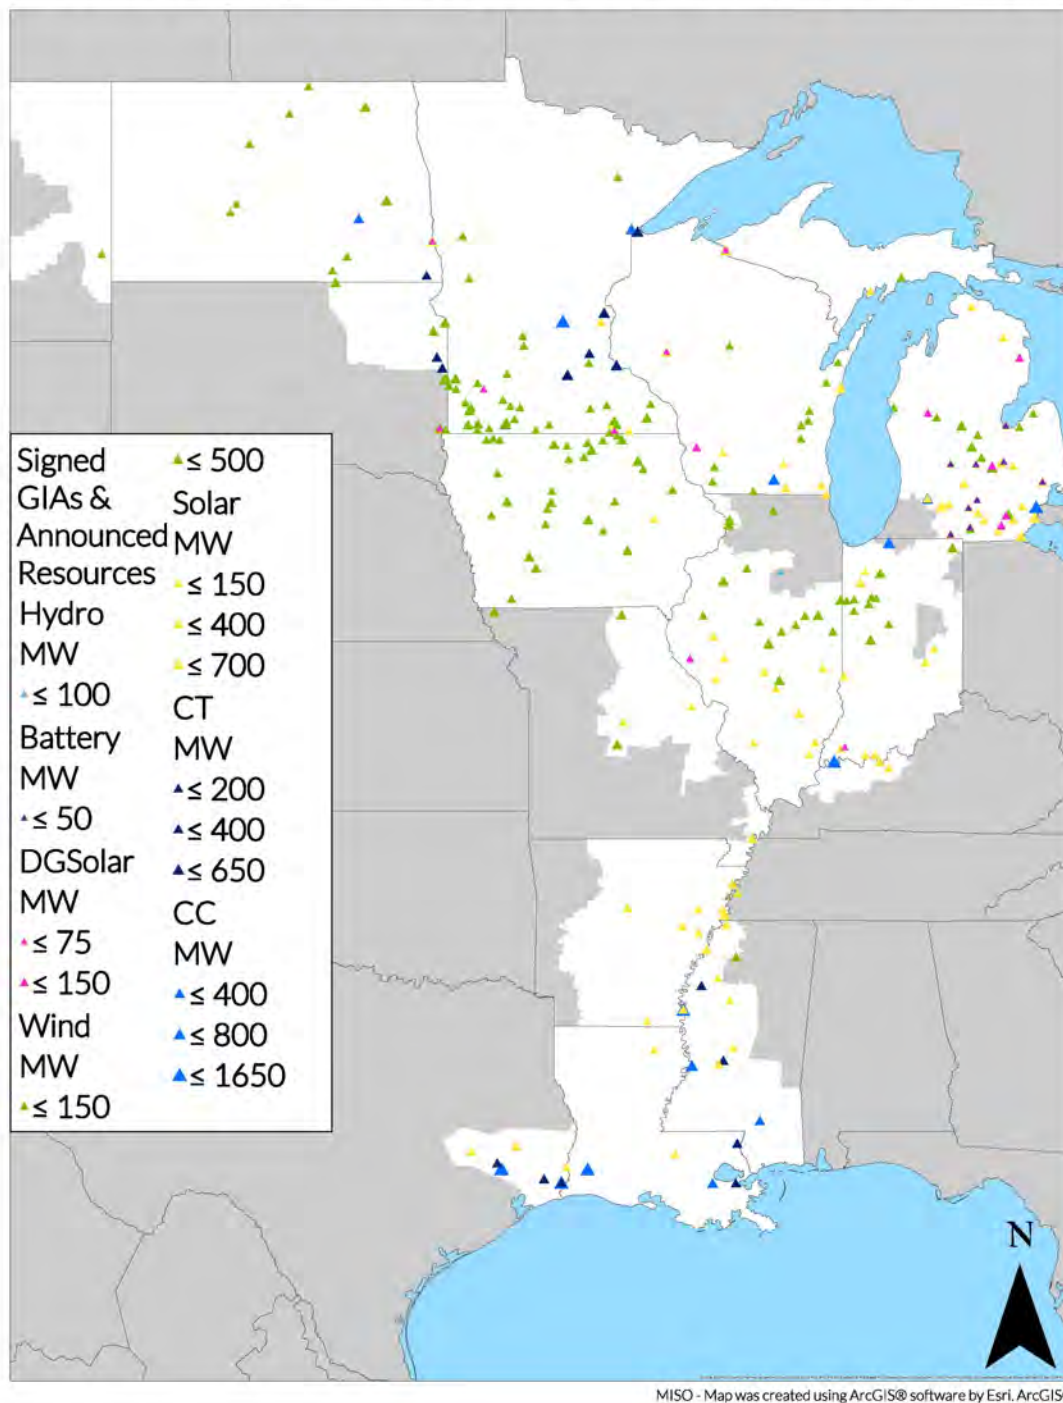 Signed
GIAs &
Announced
Resources
Hydro
MW
≤ 100
Battery
MW
≤ 50
DGSolar
MW
≤ 75
≤ 150
Wind
MW
≤ 150
≤ 500
Solar
MW
≤ 150
≤ 400
≤ 700
CT
MW
≤ 200
≤ 400
≤ 650
CC
MW
≤ 400
≤ 800
≤ 1650
N
MISO - Map was created using ArcGIS® software by Esri. ArcGIS